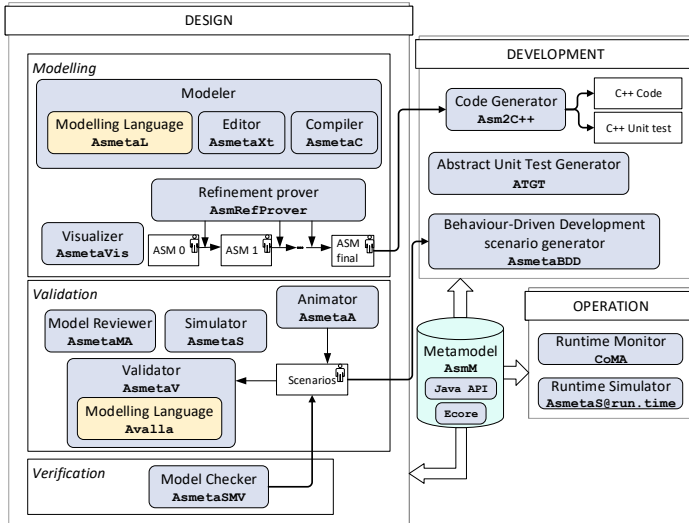 DESIGN
Modelling
Modeler
Modelling Language
AsmetaL
Editor
AsmetaXt
Compiler
AsmetaC
Refinement prover
AsmRefProver
Visualizer
AsmetaVis
ASM 0
ASM 1
ASM
final
Validation
Model Reviewer
AsmetaMA
Simulator
AsmetaS
Animator
AsmetaA
Validator
AsmetaV
Modelling Language
Avalla
Scenarios
Verification
Model Checker
AsmetaSMV
DEVELOPMENT
Code Generator
Asm2C++
C++ Code
C++ Unit test
Abstract Unit Test Generator
ATGT
Behaviour-Driven Development
scenario generator
AsmetaBDD
Metamodel
AsmM
Java API
Ecore
OPERATION
Runtime Monitor
CoMA
Runtime Simulator
AsmetaS@run.time